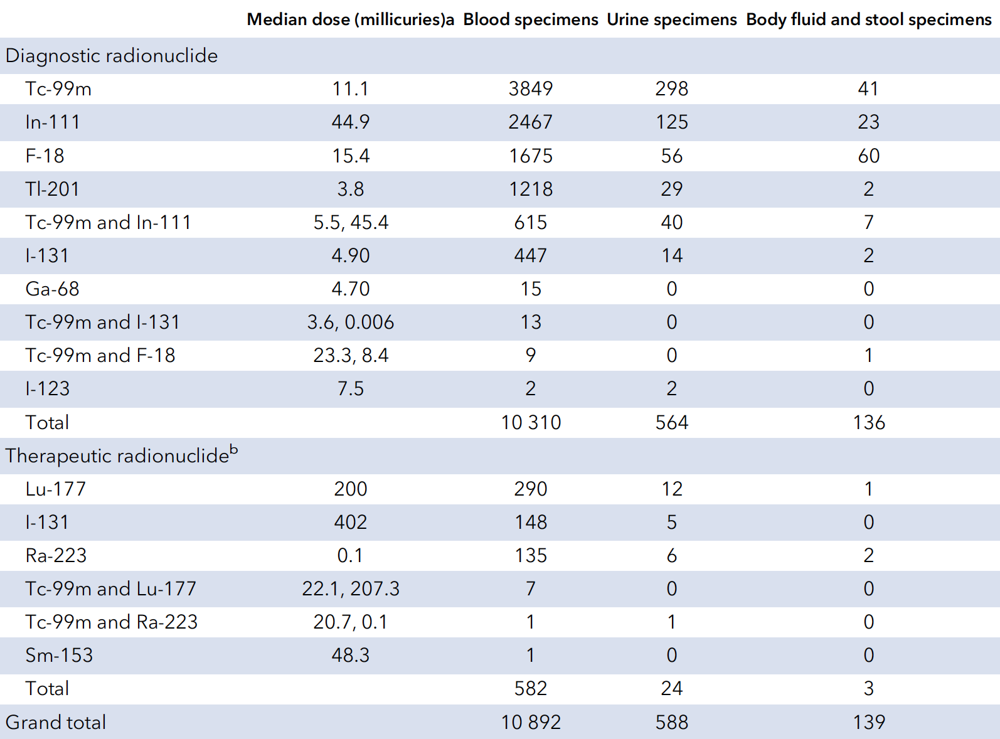 Median dose (millicuries)a Blood specimens Urine specimens Body fluid and stool specimens
Diagnostic radionuclide
Tc-99m 11.1 3849 298 41
In-111 44.9 2467 125 23
F-18 15.4 1675 56 60
Tl-201 3.8 1218 29 2
Tc-99m and In-111 5.5, 45.4 615 40 7
I-131 4.90 447 14 2
Ga-68 4.70 15 0 0
Tc-99m and I-131 3.6, 0.006 13 0 0
Tc-99m and F-18 23.3, 8.4 9 0 1
I-123 7.5 2 2 0
Total 10 310 564 136
Therapeutic radionuclideb
Lu-177 200 290 12 1
I-131 402 148 5 0
Ra-223 0.1 135 6 2
Tc-99m and Lu-177 22.1, 207.3 7 0 0
Tc-99m and Ra-223 20.7, 0.1 1 1 0
Sm-153 48.3 1 0 0
Total 582 24 3
Grand total 10 892 588 139